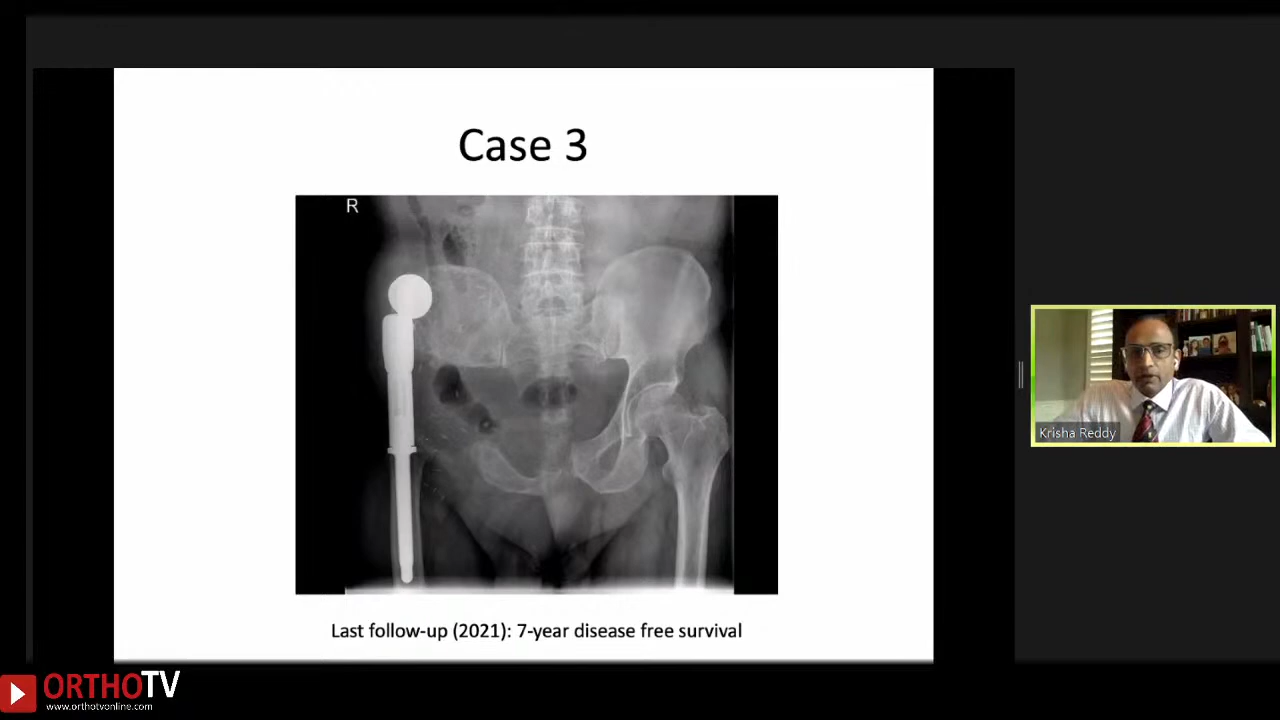 Case 3
R
Last follow-up (2021): 7-year disease free survival
Krisha Reddy
ORTHOTV
www.orthotvonline.com